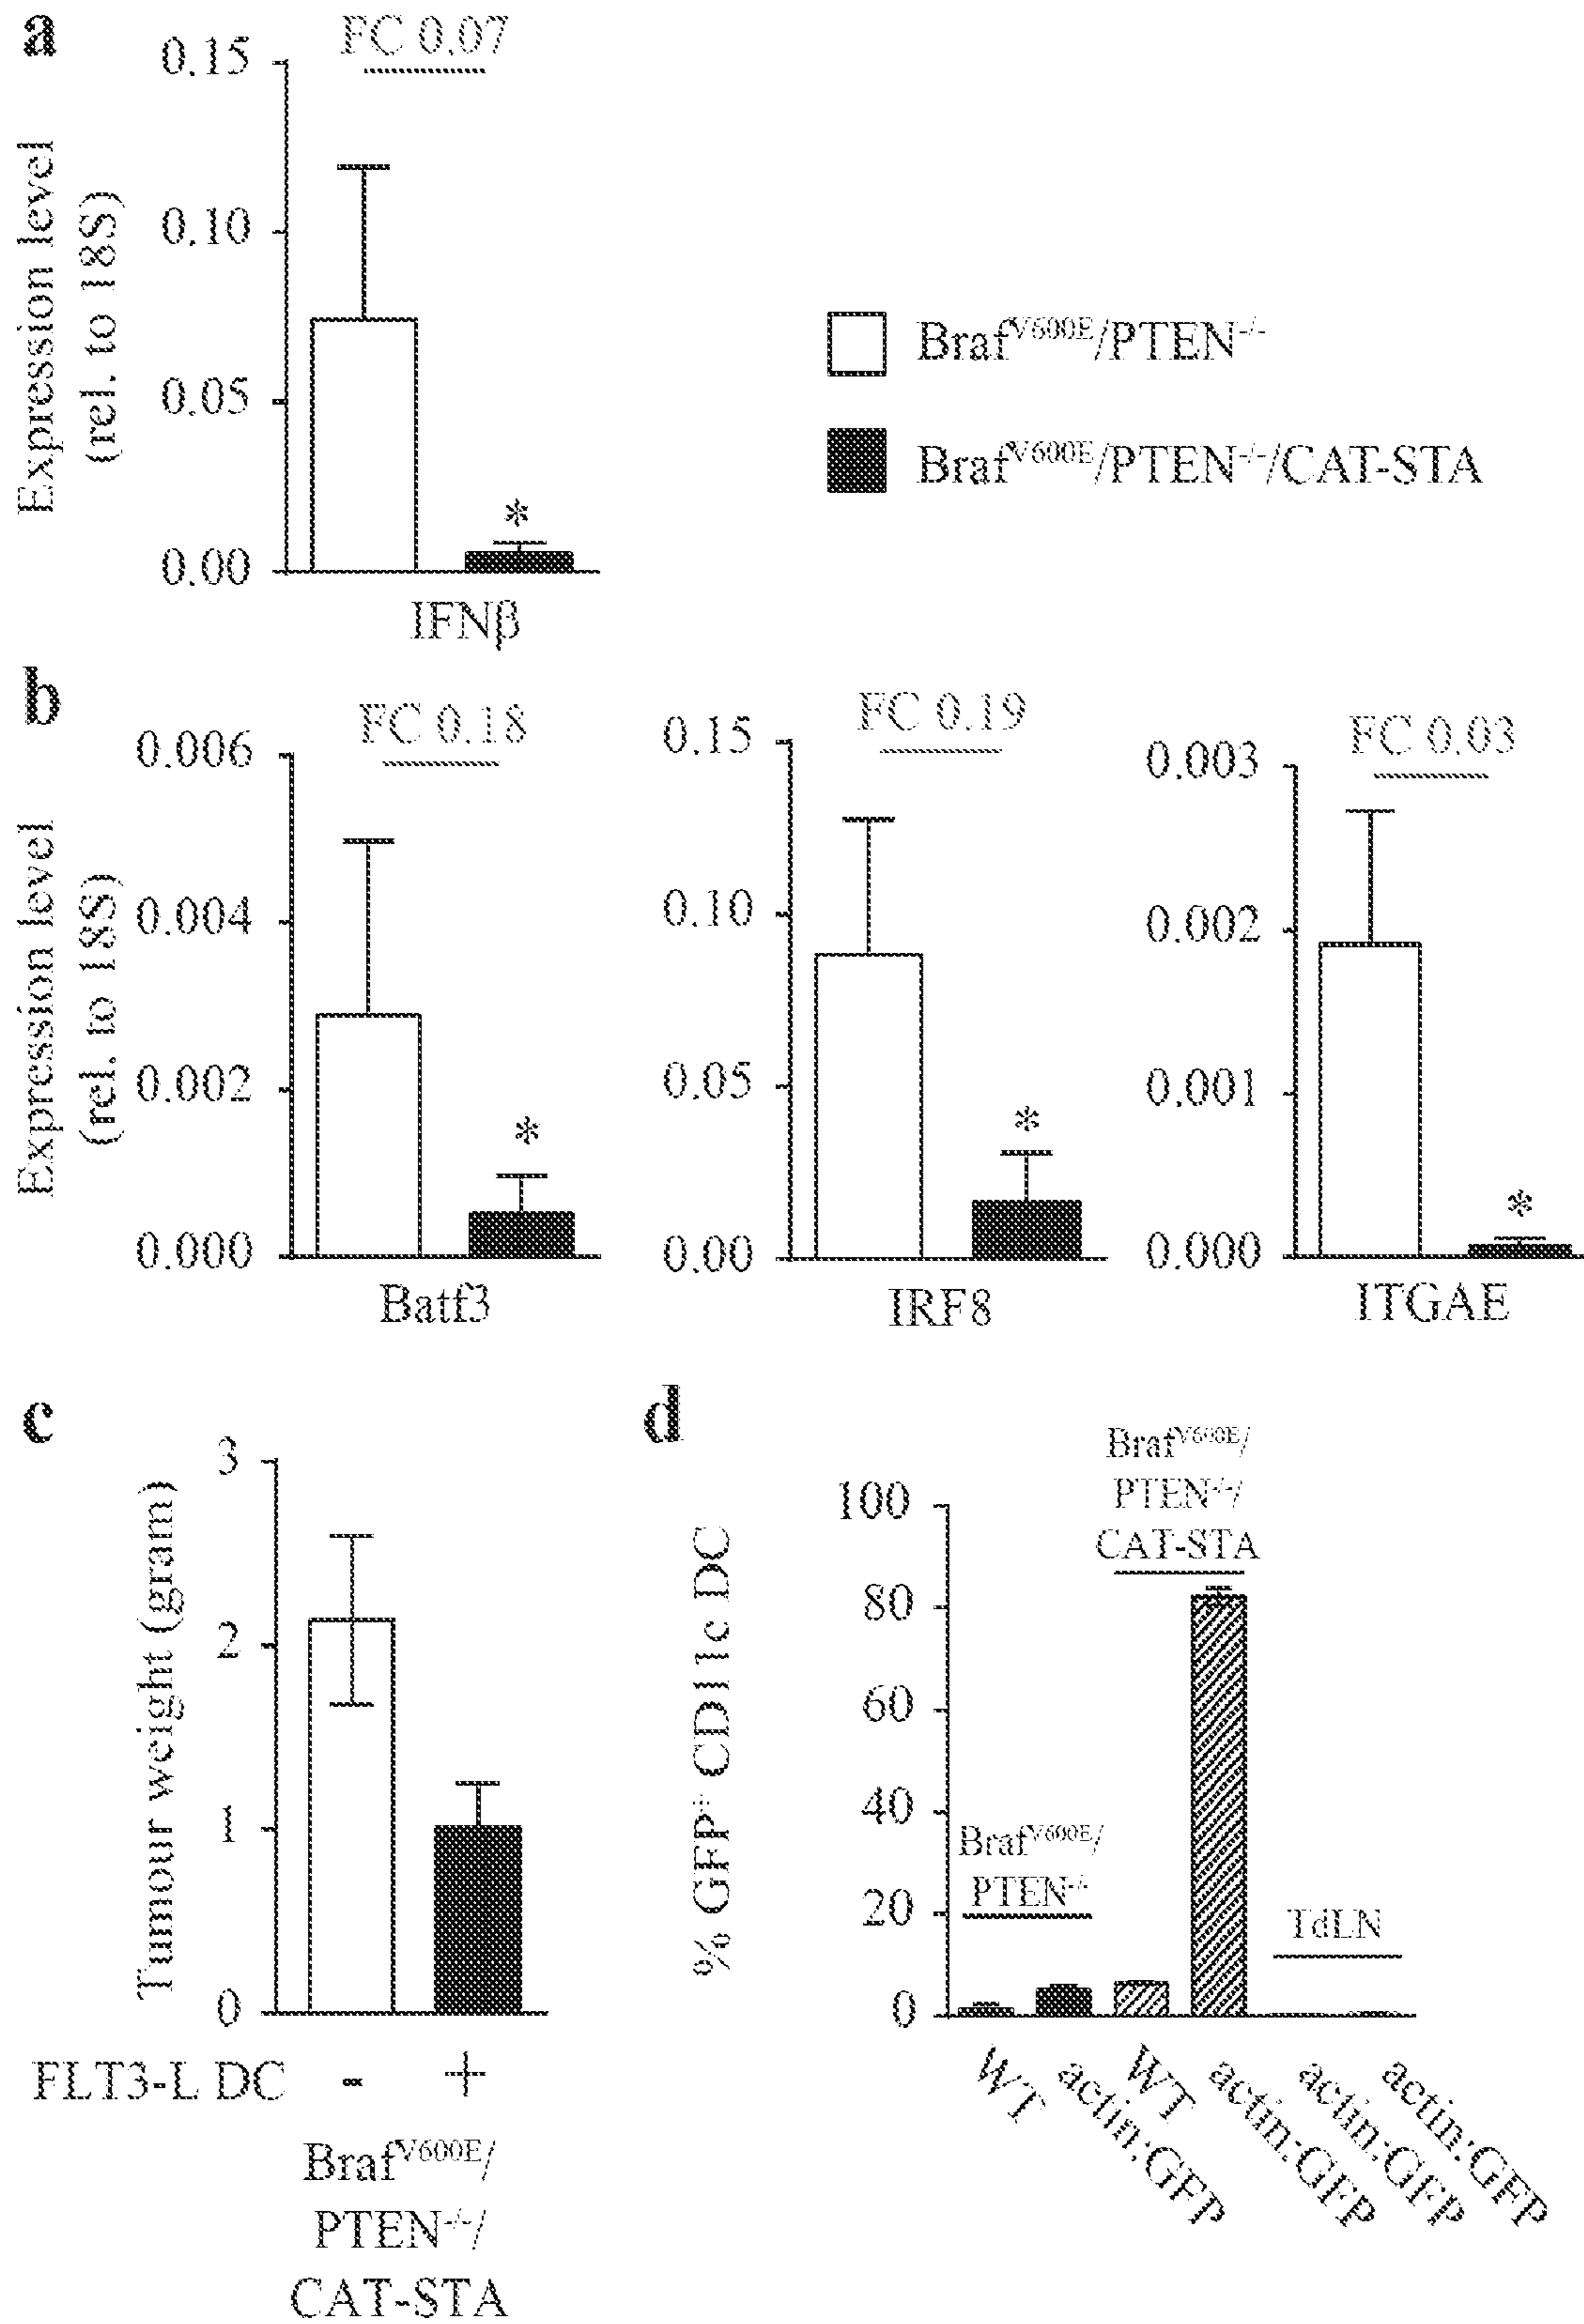 a
FC 0.07
0.15
0.10
0.05
0.00
Expression level
(rel. to 18S)
*
IFNβ
Braf^V600E/PTEN^-/-
Braf^V600E/PTEN^-/-/CAT-STA
b
FC 0.18
0.006
0.004
0.002
0.000
Expression level
(rel. to 18S)
*
Batf3
FC 0.19
0.15
0.10
0.05
0.00
*
IRF8
FC 0.03
0.003
0.002
0.001
0.000
*
ITGAE
c
3
2
1
0
Tumour weight (gram)
FLT3-L DC - +
Braf^V600E/
PTEN^-/-/
CAT-STA
d
Braf^V600E/
PTEN^-/-/
CAT-STA
100
80
60
40
20
0
% GFP^+ CD11c DC
Braf^V600E/
PTEN^-/-
TdLN
WT
actin:GFP
WT
actin:GFP
actin:GFP
actin:GFP